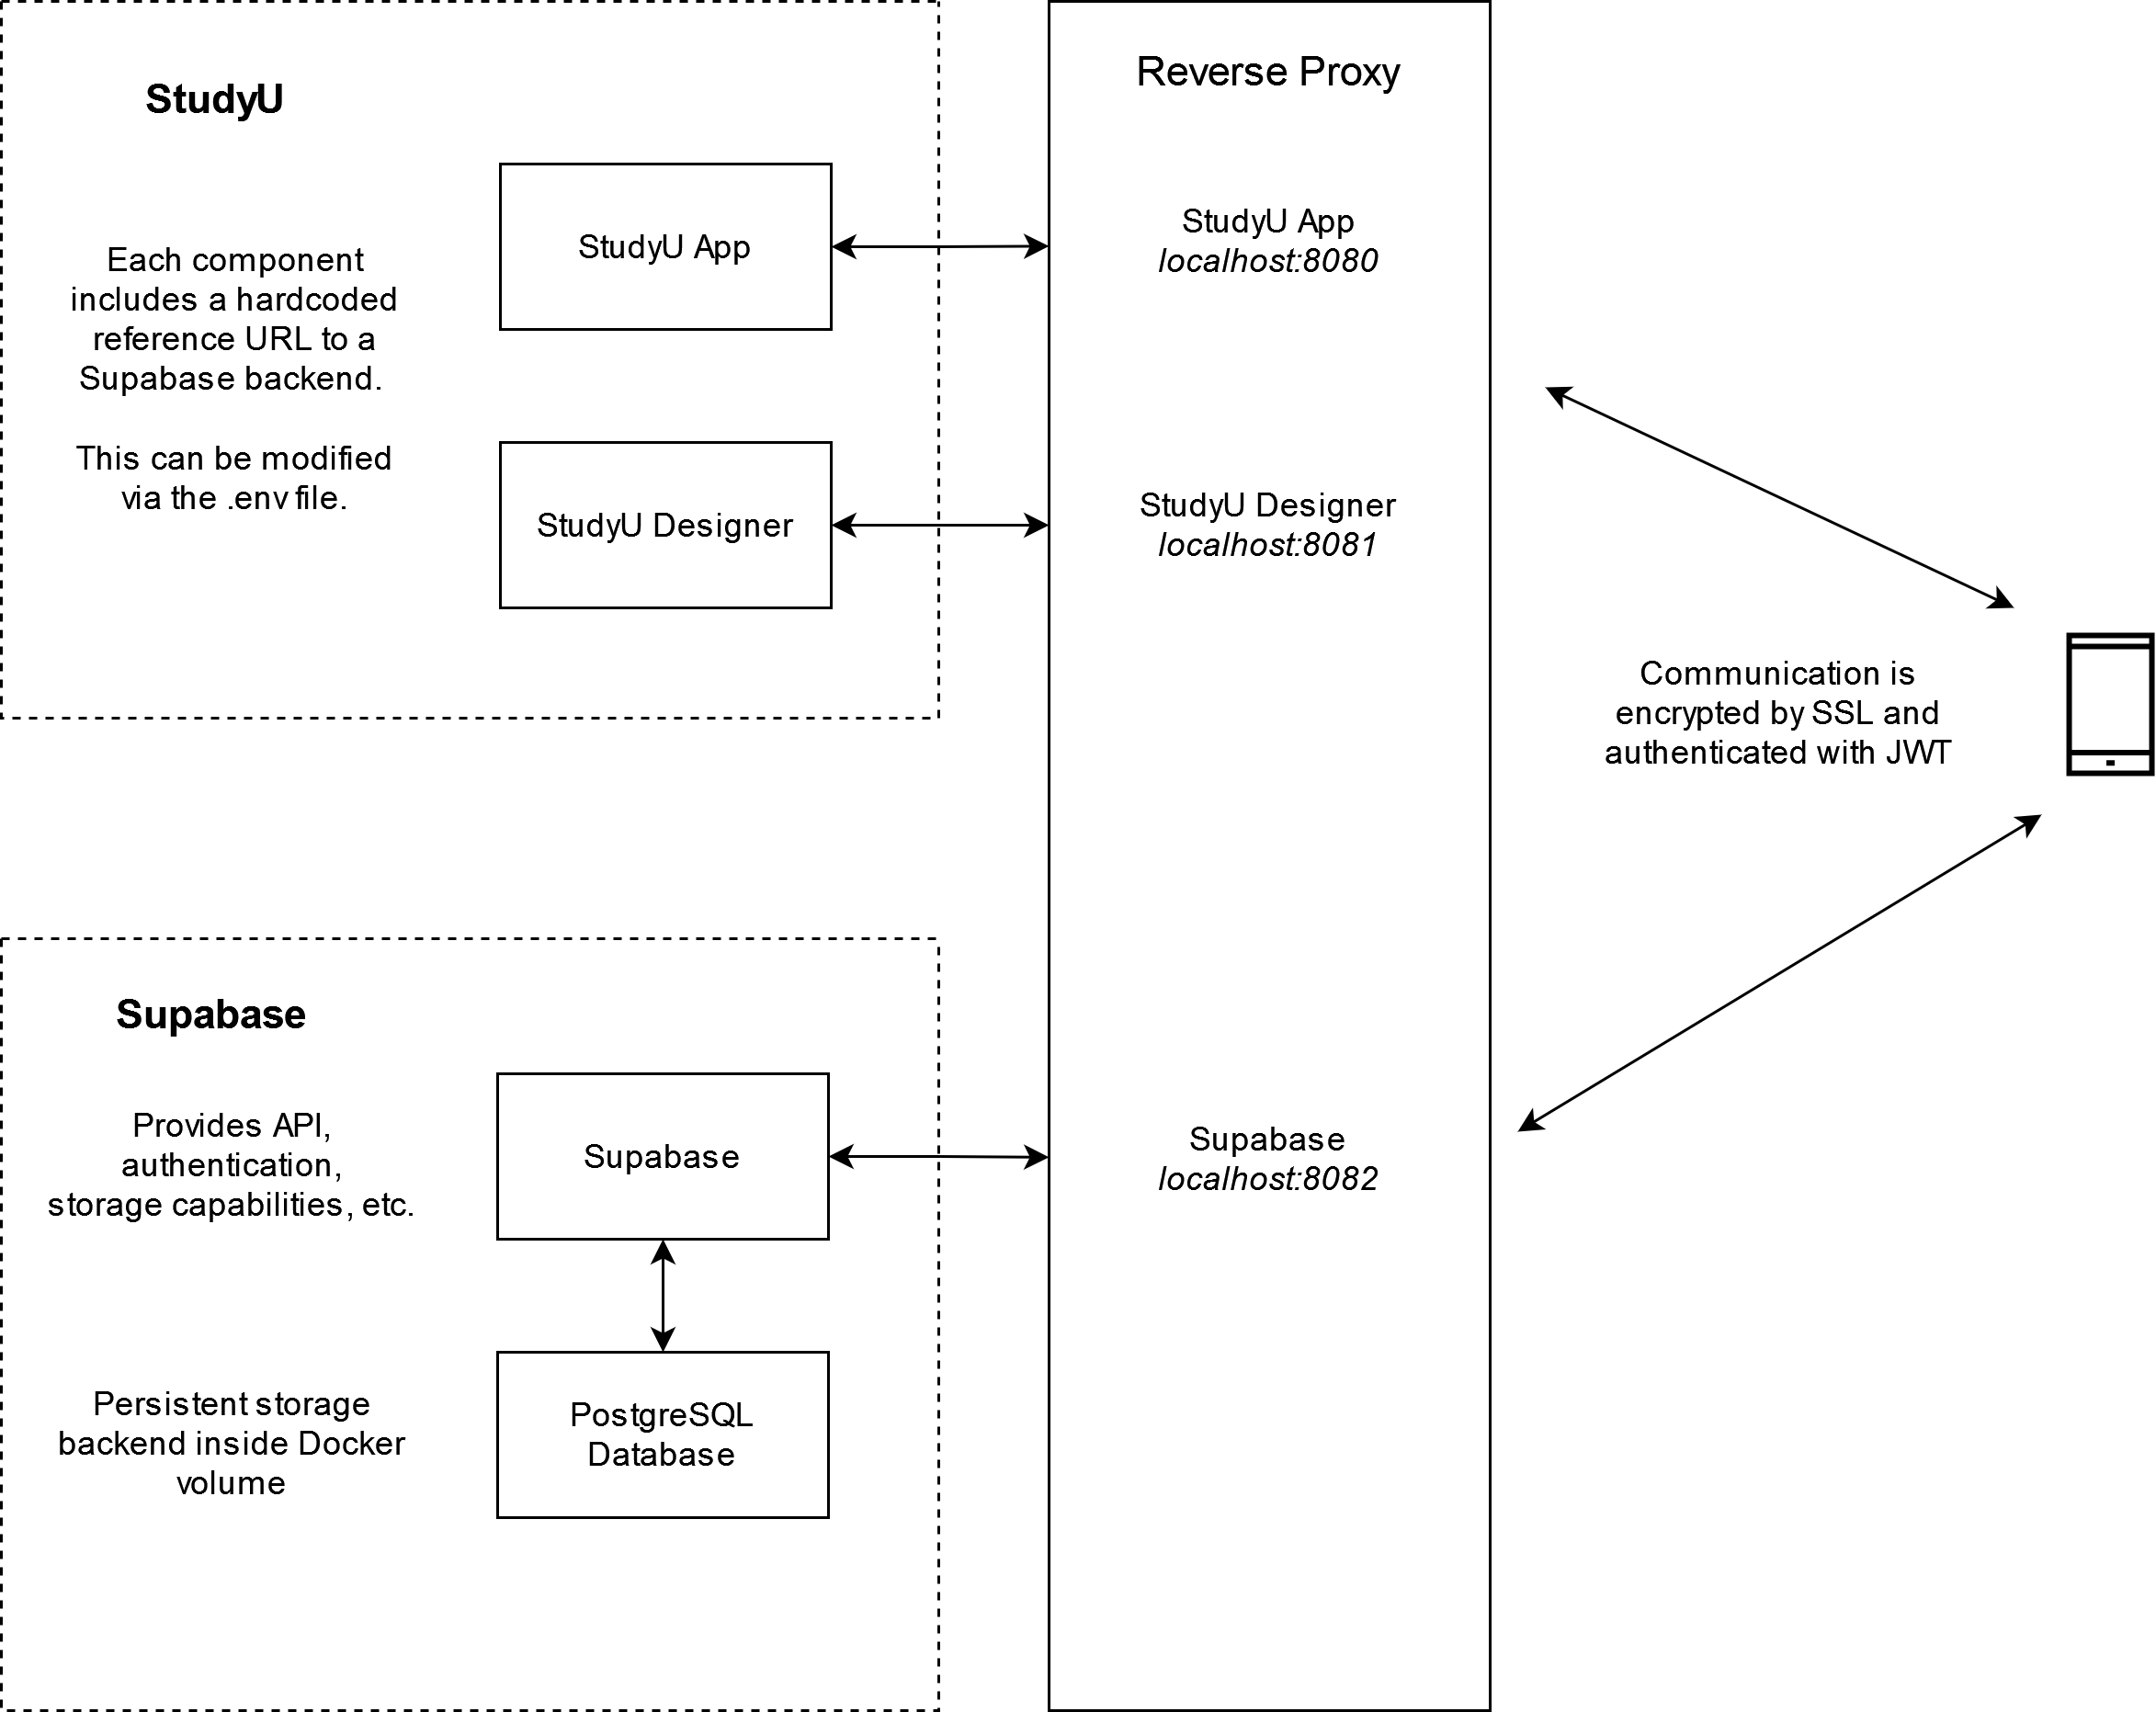 StudyU
Each component
includes a hardcoded
reference URL to a
Supabase backend.
This can be modified
via the .env file.
StudyU App
StudyU Designer
Reverse Proxy
StudyU App
localhost:8080
StudyU Designer
localhost:8081
Supabase
localhost:8082
Communication is
encrypted by SSL and
authenticated with JWT
Supabase
Provides API,
authentication,
storage capabilities, etc.
Supabase
Persistent storage
backend inside Docker
volume
PostgreSQL
Database